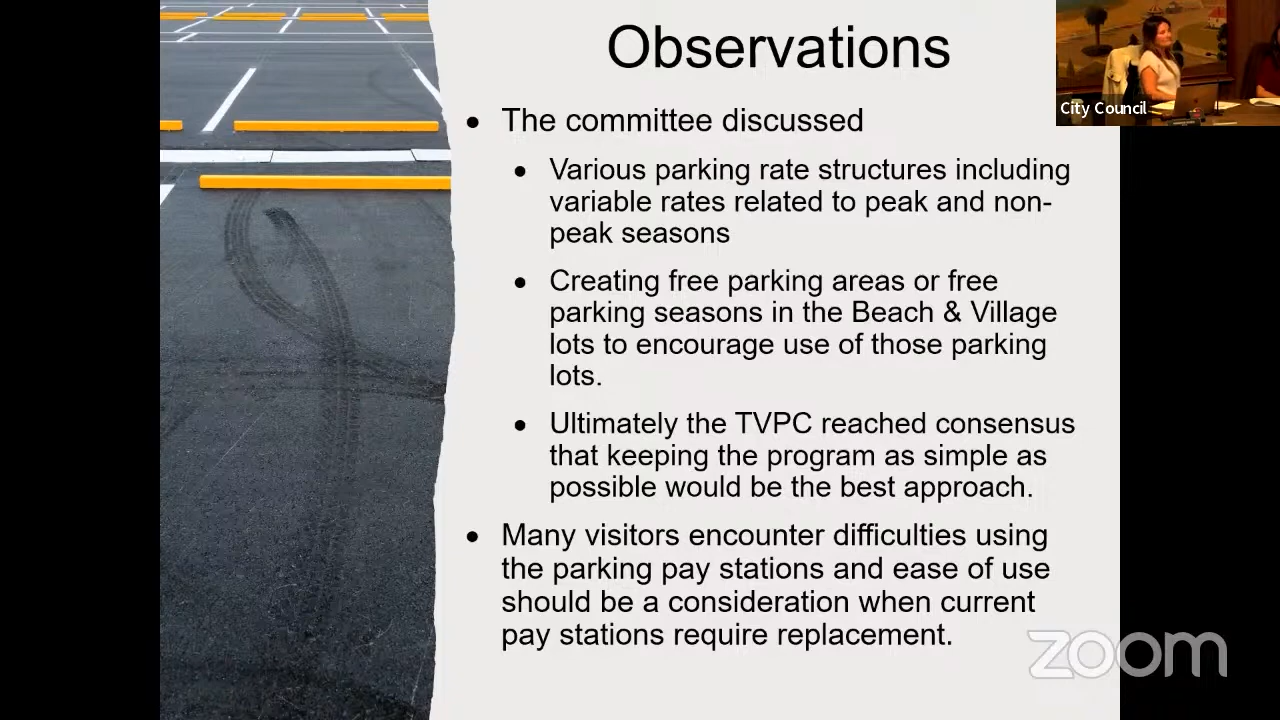 Observations
City Council
• The committee discussed
• Various parking rate structures including
variable rates related to peak and non-
peak seasons
• Creating free parking areas or free
parking seasons in the Beach & Village
lots to encourage use of those parking
lots.
• Ultimately the TVPC reached consensus
that keeping the program as simple as
possible would be the best approach.
• Many visitors encounter difficulties using
the parking pay stations and ease of use
should be a consideration when current
pay stations require replacement.
zoom